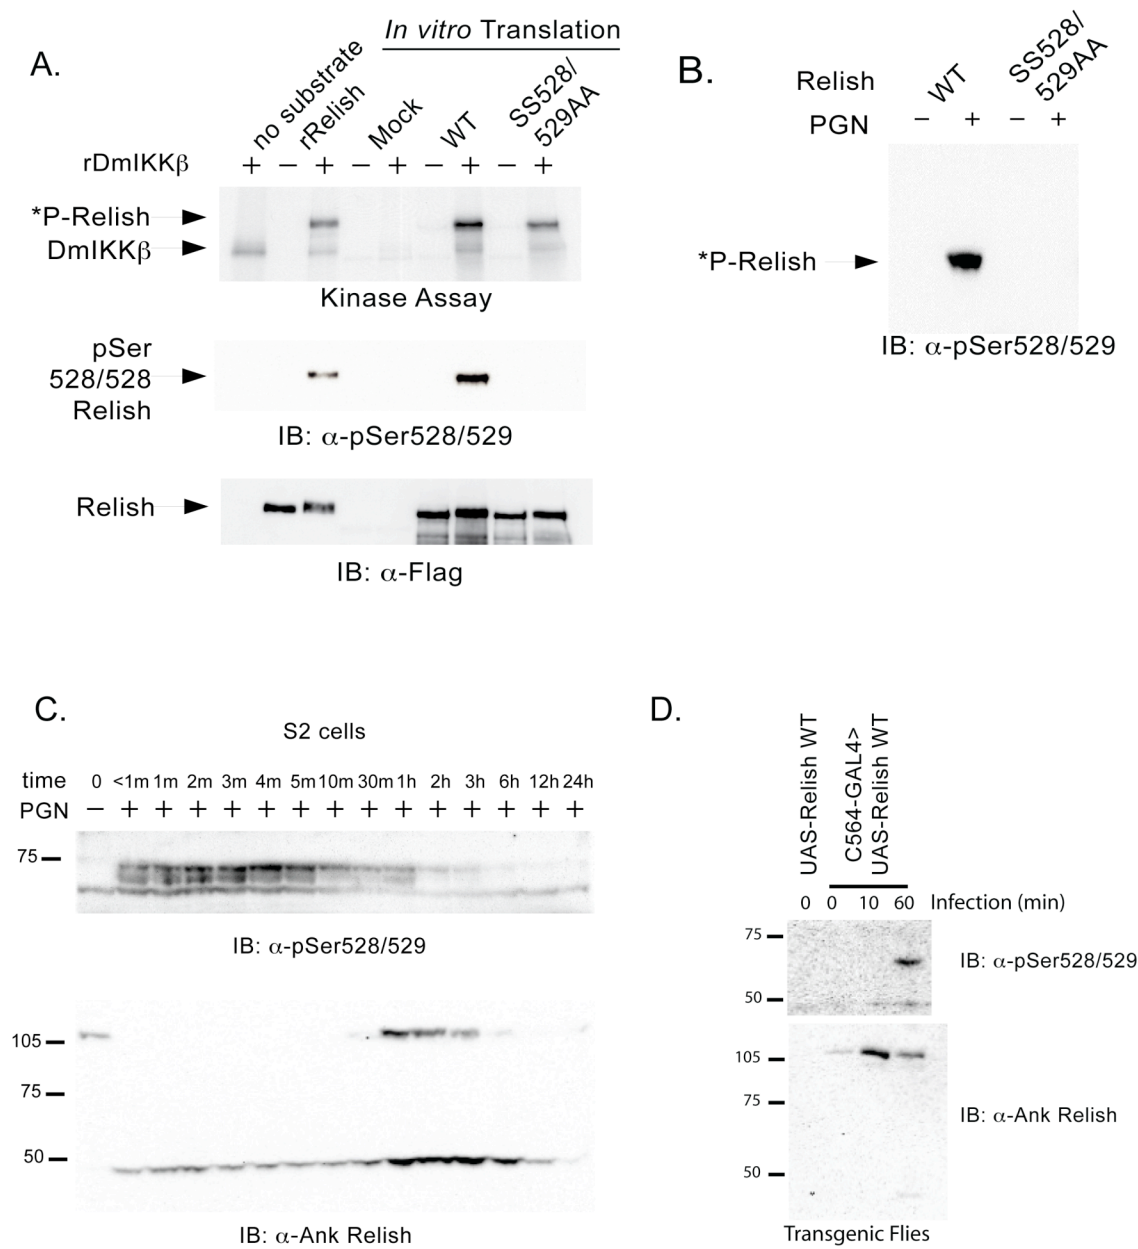 A.
In vitro Translation
no substrate
rRelish
Mock
WT
SS528/
529AA
rDmIKKβ + − + − + − + − +
*P-Relish
DmIKKβ
Kinase Assay
pSer
528/528
Relish
IB: α-pSer528/529
Relish
IB: α-Flag
B.
Relish WT SS528/
529AA
PGN − + − +
*P-Relish
IB: α-pSer528/529
C.
S2 cells
time 0 <1m 1m 2m 3m 4m 5m 10m 30m 1h 2h 3h 6h 12h 24h
PGN − + + + + + + + + + + + + + +
75
IB: α-pSer528/529
105
75
50
IB: α-Ank Relish
D.
UAS-Relish WT
C564-GAL4>
UAS-Relish WT
0 0 10 60 Infection (min)
75
50
IB: α-pSer528/529
105
75
50
IB: α-Ank Relish
Transgenic Flies